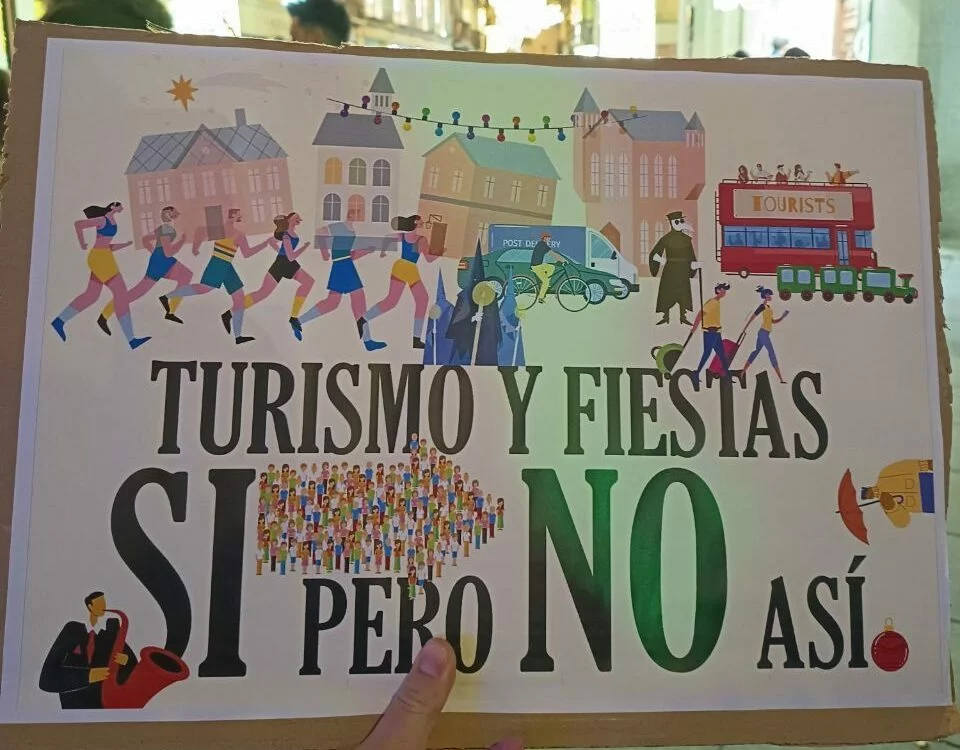 POST DELIVERY
TOURISTS
TURISMO Y FIESTAS
SI PERO NO ASÍ